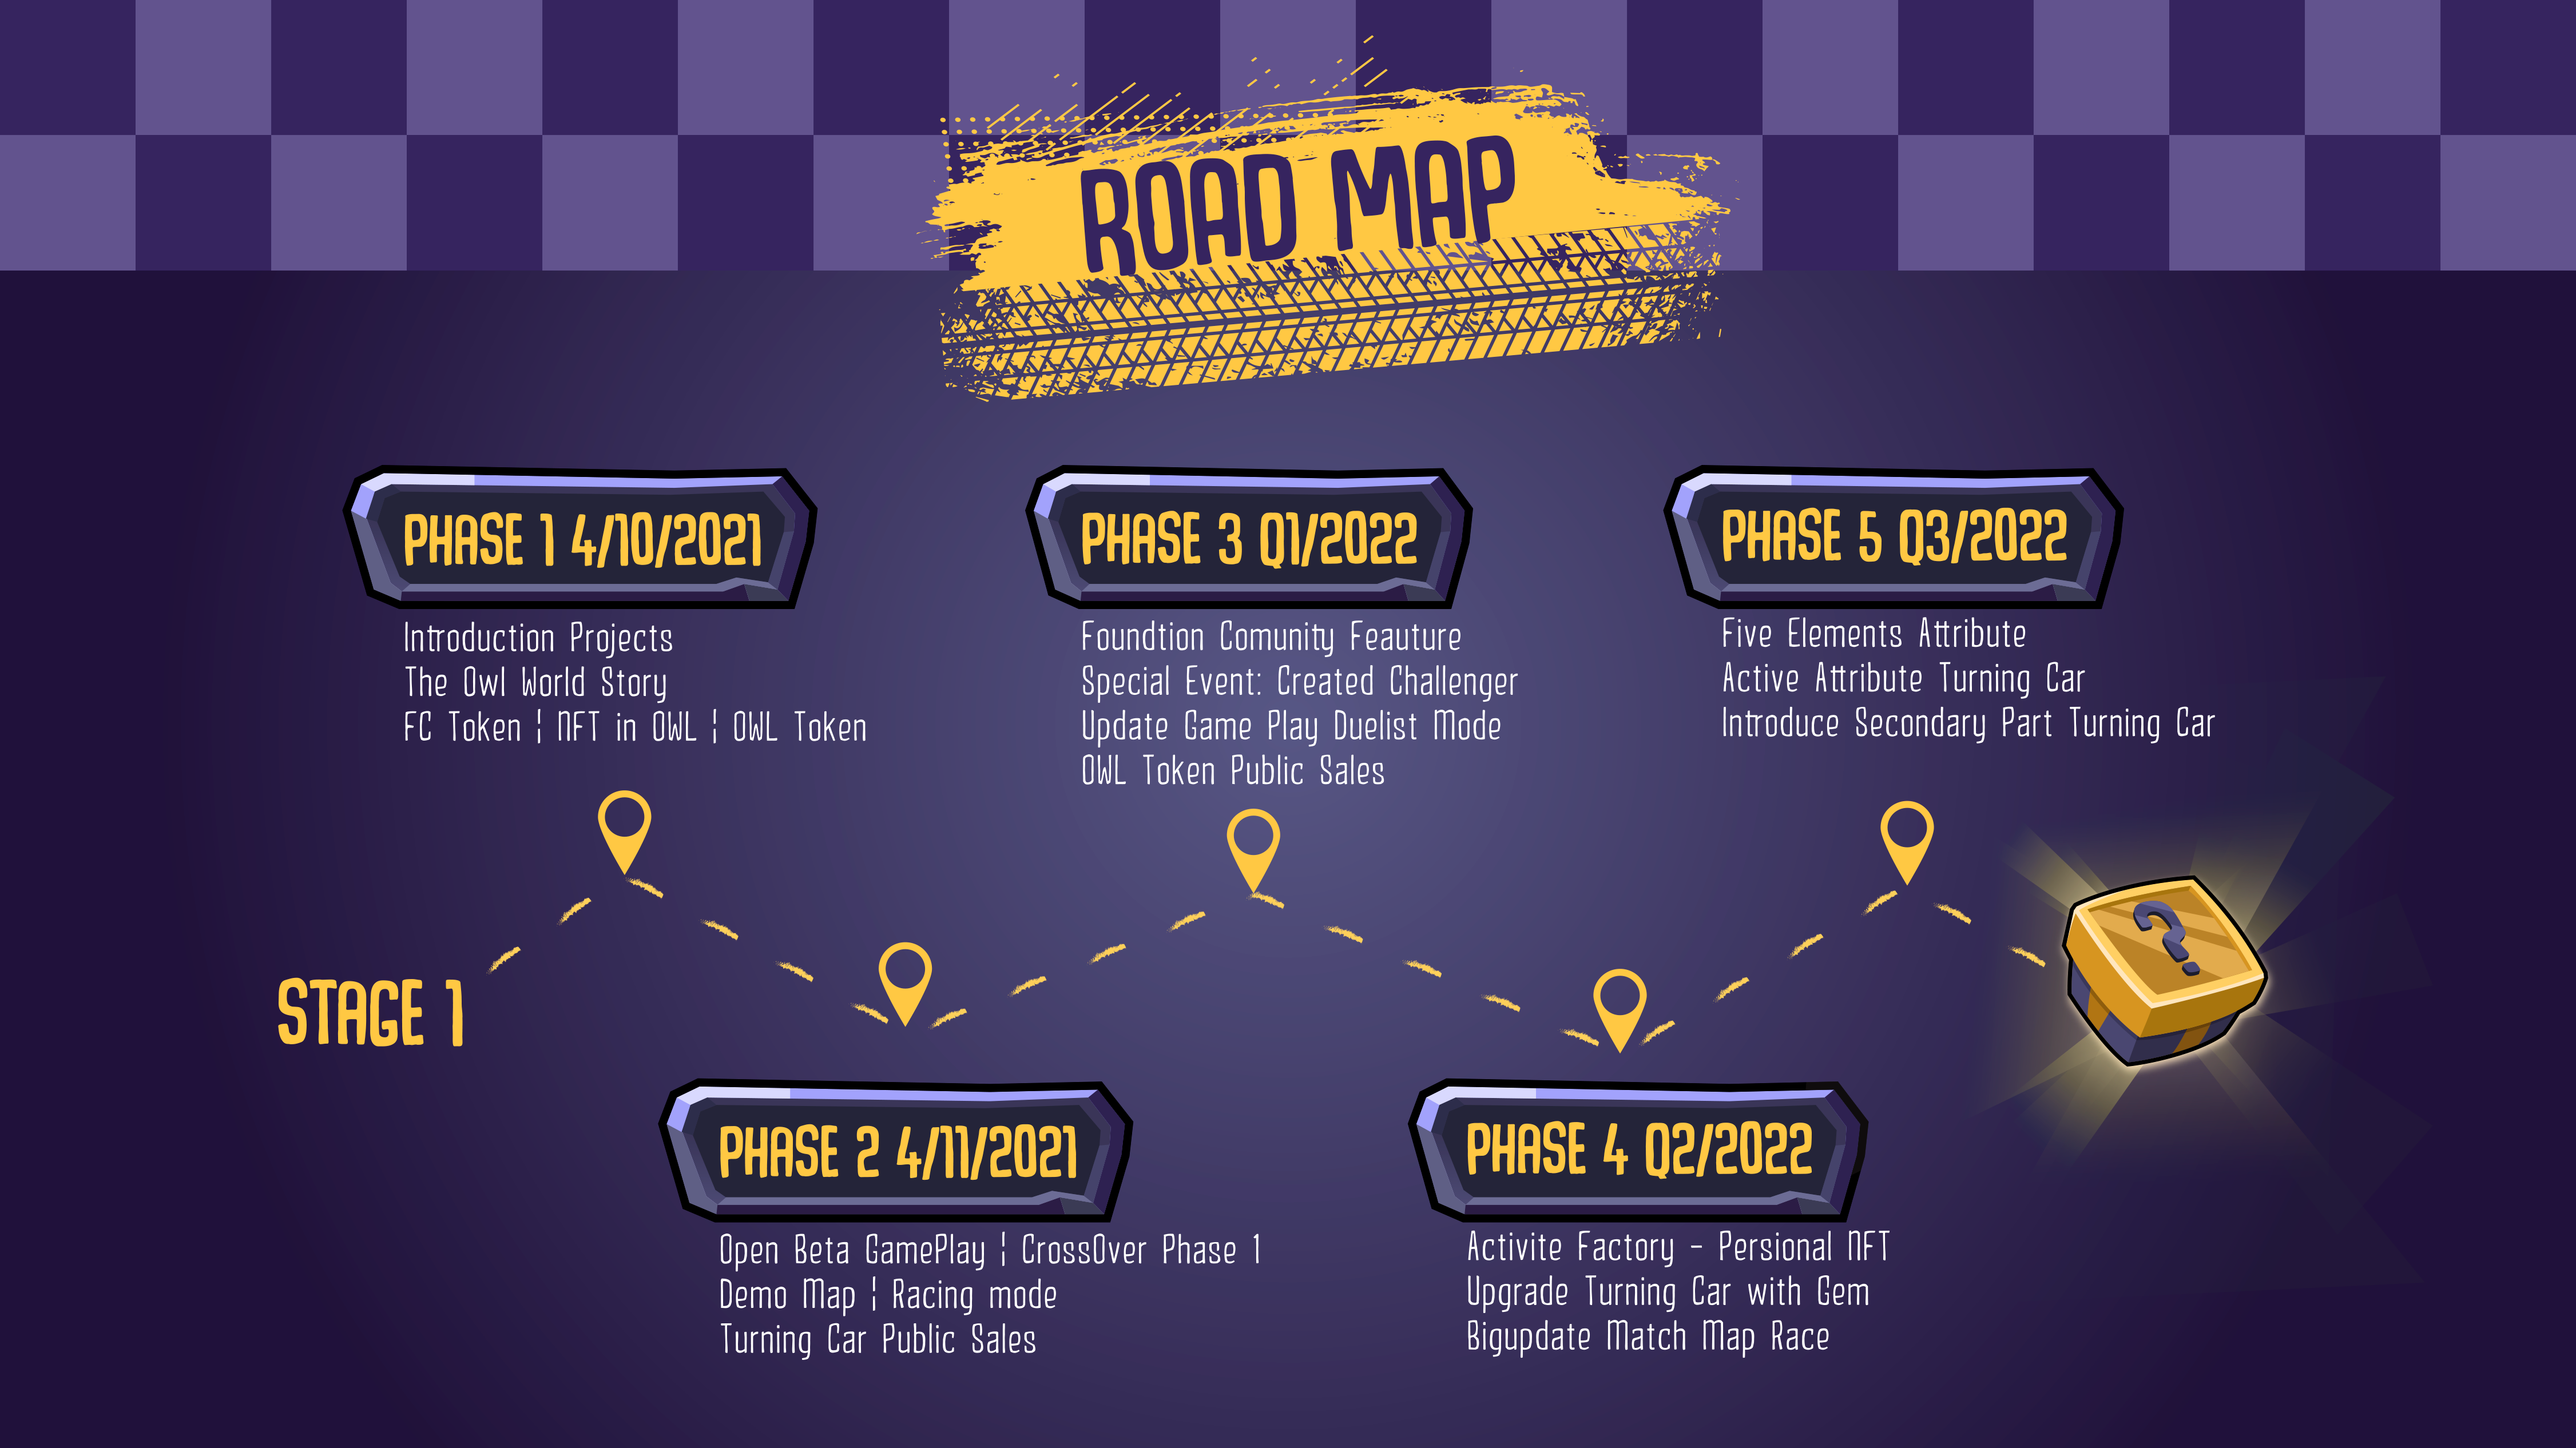 ROAD MAP
PHASE 1 4/10/2021
Introduction Projects
The Owl World Story
FC Token ¦ NFT in OWL ¦ OWL Token
PHASE 3 Q1/2022
Foundtion Comunity Feauture
Special Event: Created Challenger
Update Game Play Duelist Mode
OWL Token Public Sales
PHASE 5 Q3/2022
Five Elements Attribute
Active Attribute Turning Car
Introduce Secondary Part Turning Car
?
STAGE 1
PHASE 2 4/11/2021
Open Beta GamePlay ¦ CrossOver Phase 1
Demo Map ¦ Racing mode
Turning Car Public Sales
PHASE 4 Q2/2022
Activite Factory - Persional NFT
Upgrade Turning Car with Gem
Bigupdate Match Map Race